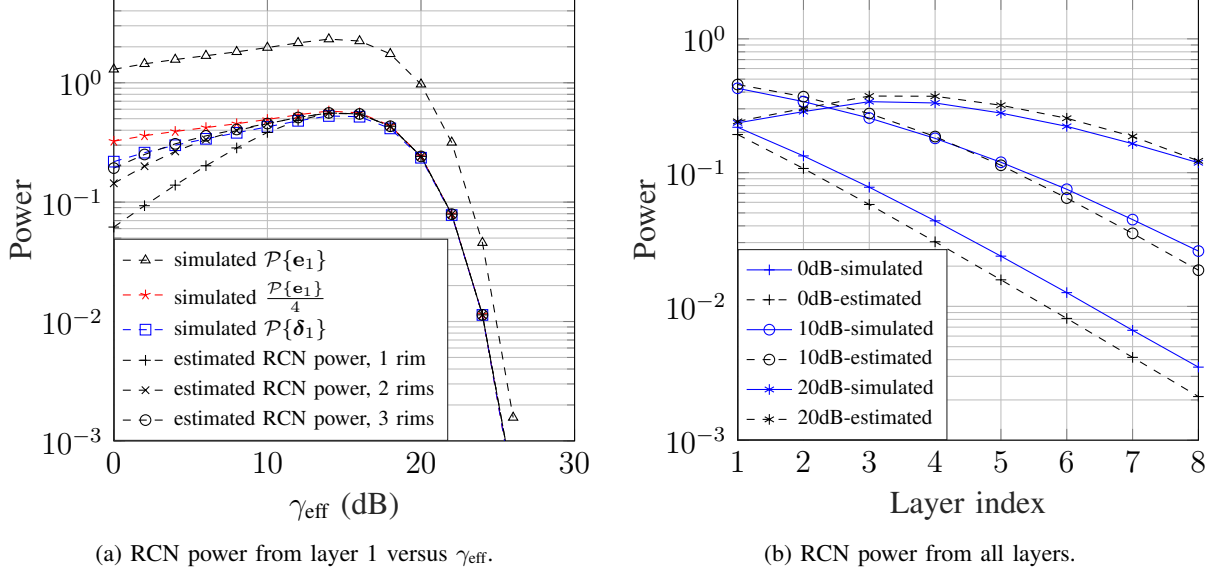 10^0
10^−1
10^−2
10^−3
Power
0 10 20 30
γ_eff (dB)
simulated P{e_1}
simulated P{e_1}/4
simulated P{δ_1}
estimated RCN power, 1 rim
estimated RCN power, 2 rims
estimated RCN power, 3 rims
(a) RCN power from layer 1 versus γ_eff.
10^0
10^−1
10^−2
10^−3
Power
1 2 3 4 5 6 7 8
Layer index
0dB-simulated
0dB-estimated
10dB-simulated
10dB-estimated
20dB-simulated
20dB-estimated
(b) RCN power from all layers.